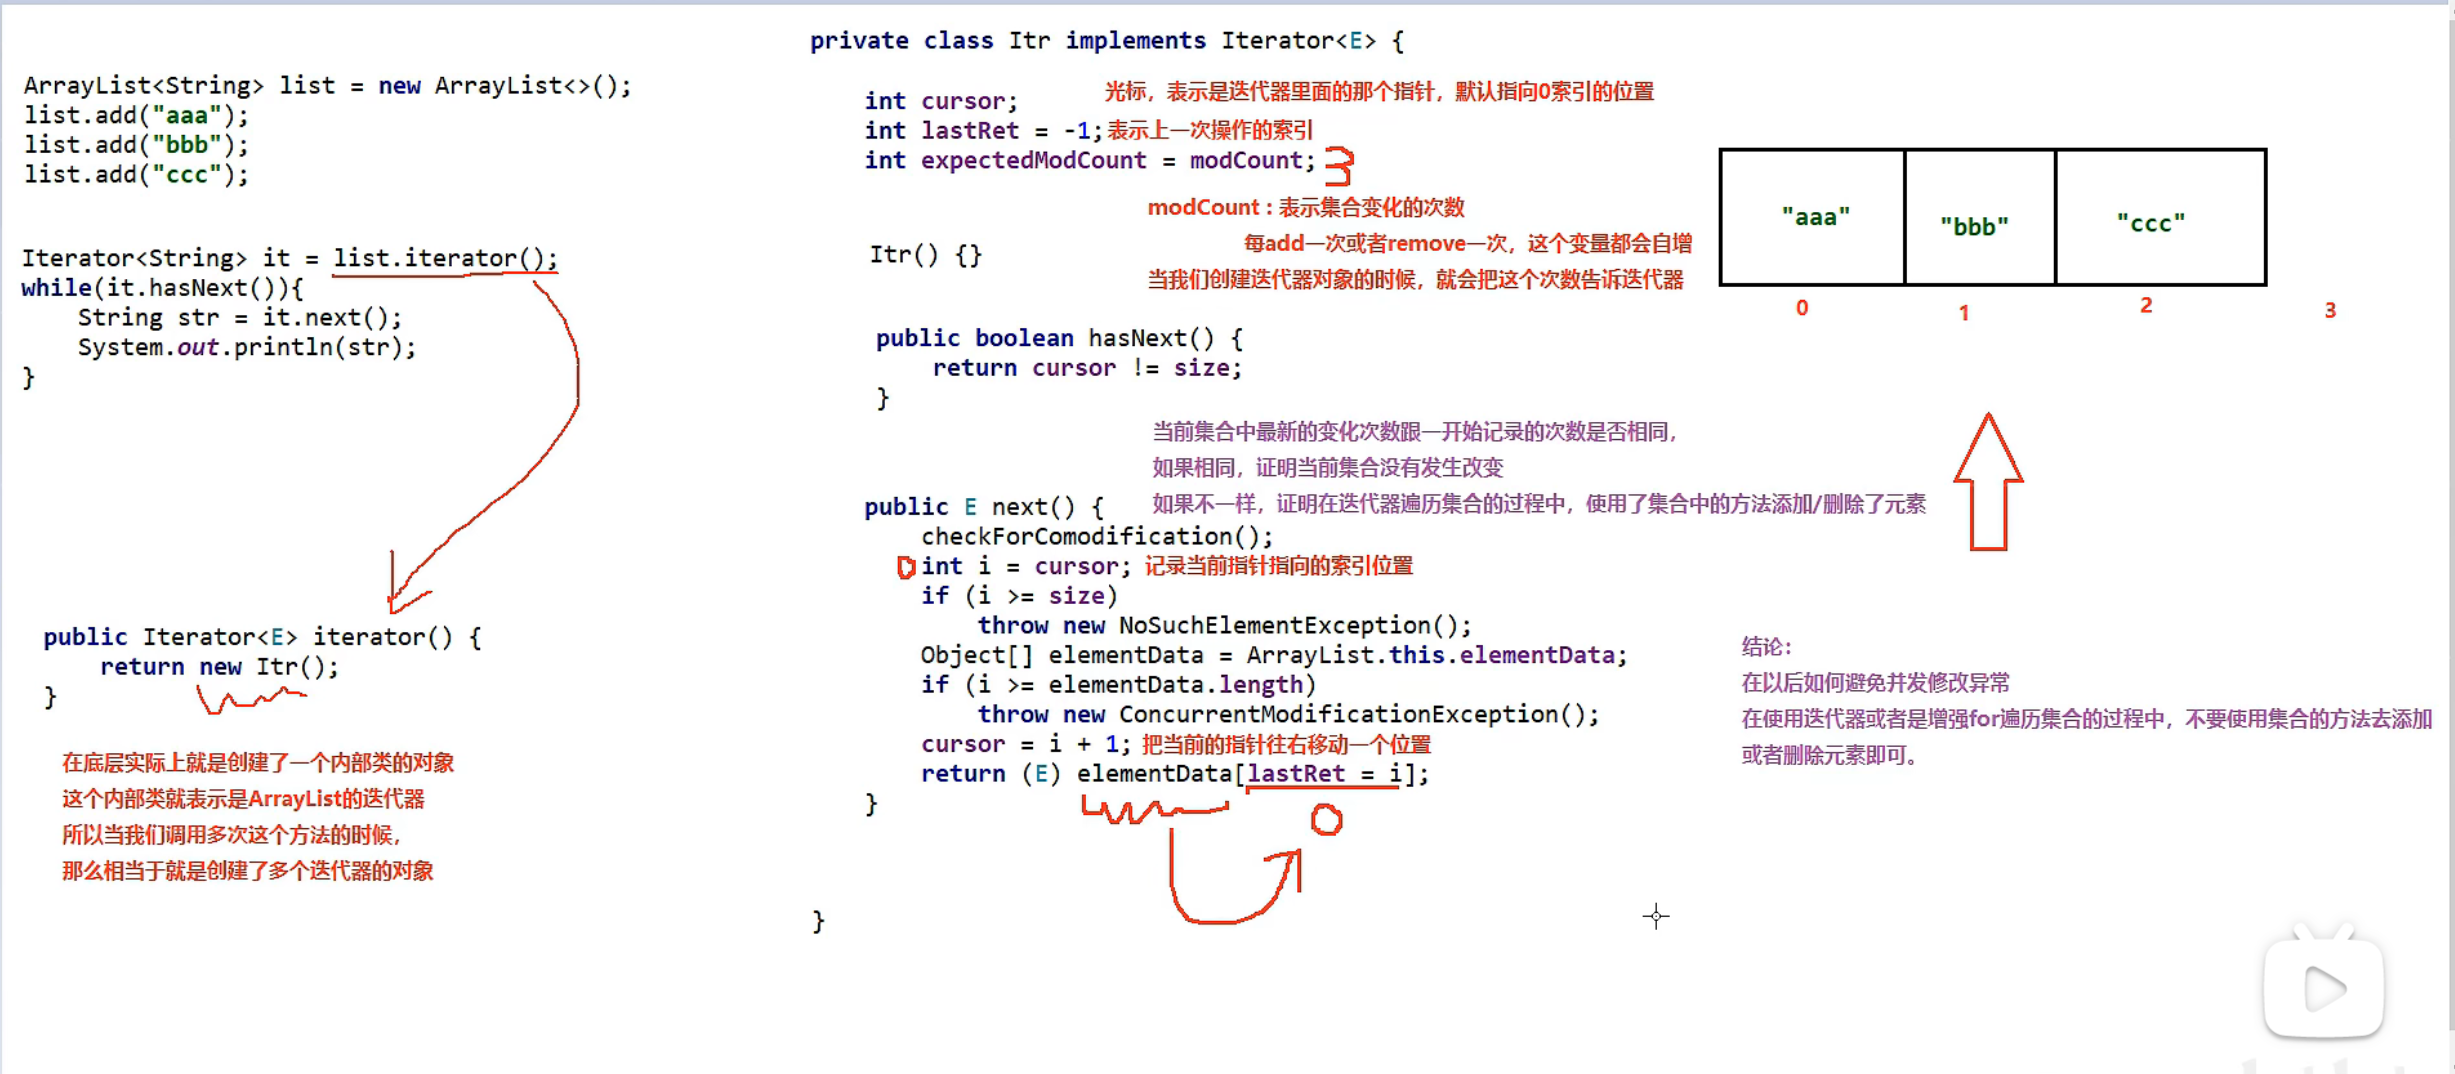 ArrayList<String> list = new ArrayList<>();
list.add("aaa");
list.add("bbb");
list.add("ccc");
Iterator<String> it = list.iterator();
while(it.hasNext()){
String str = it.next();
System.out.println(str);
}
public Iterator<E> iterator() {
return new Itr();
}
在底层实际上就是创建了一个内部类的对象
这个内部类就表示是ArrayList的迭代器
所以当我们调用多次这个方法的时候，
那么相当于就是创建了多个迭代器的对象
private class Itr implements Iterator<E> {
int cursor; 光标，表示是迭代器里面的那个指针，默认指向0索引的位置
int lastRet = -1; 表示上一次操作的索引
int expectedModCount = modCount; 3
modCount：表示集合变化的次数
每add一次或者remove一次，这个变量都会自增
Itr() {}
当我们创建迭代器对象的时候，就会把这个次数告诉迭代器
public boolean hasNext() {
return cursor != size;
}
当前集合中最新的变化次数跟一开始记录的次数是否相同，
如果相同，证明当前集合没有发生改变
如果不一样，证明在迭代器遍历集合的过程中，使用了集合中的方法添加/删除了元素
public E next() {
checkForComodification();
0 int i = cursor; 记录当前指针指向的索引位置
if (i >= size)
throw new NoSuchElementException();
Object[] elementData = ArrayList.this.elementData;
if (i >= elementData.length)
throw new ConcurrentModificationException();
cursor = i + 1; 把当前的指针往右移动一个位置
return (E) elementData[lastRet = i];
}
0
}
"aaa" "bbb" "ccc"
0 1 2 3
结论：
在以后如何避免并发修改异常
在使用迭代器或者是增强for遍历集合的过程中，不要使用集合的方法去添加
或者删除元素即可。